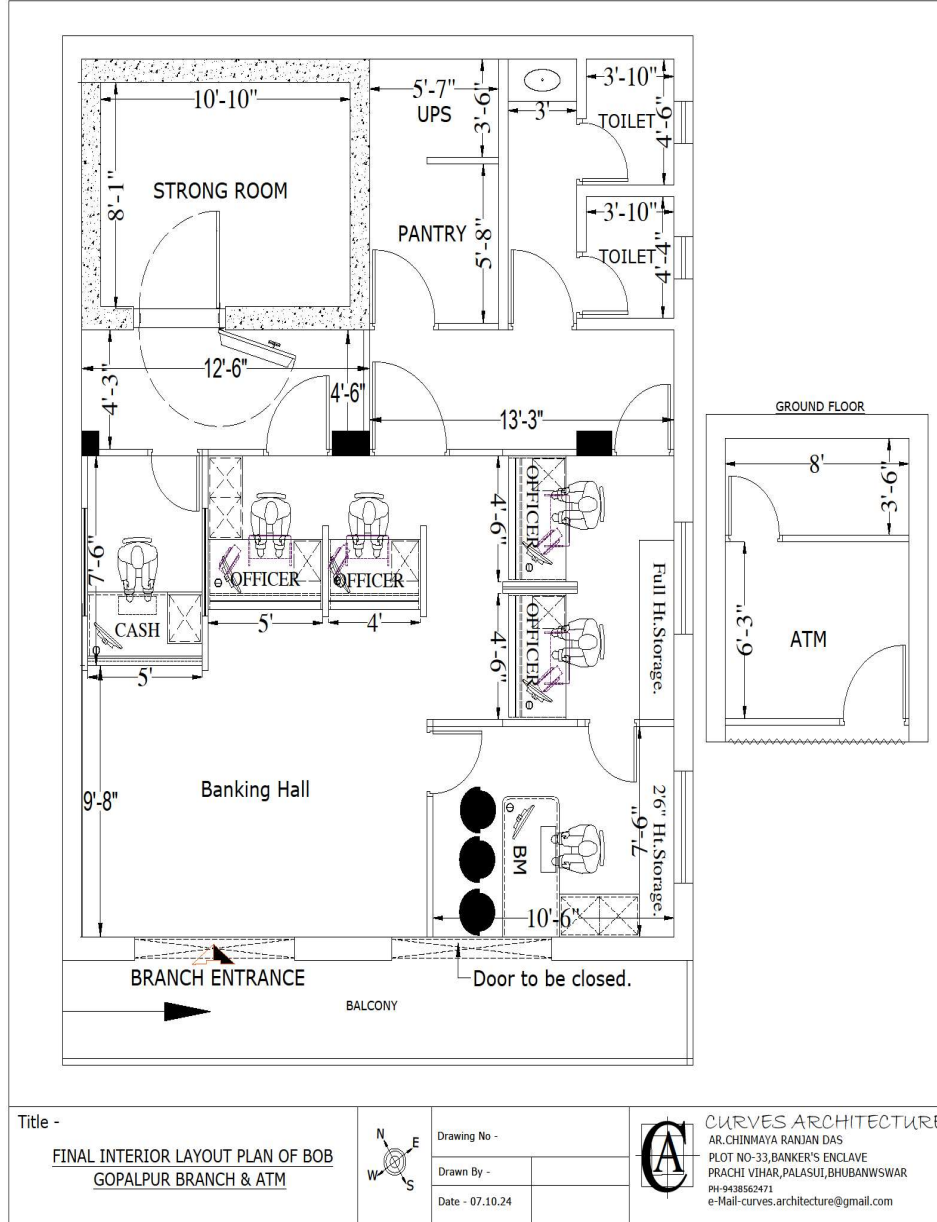 10'-10"
STRONG ROOM
8'-1"
5'-7"
UPS
3'-6"
3'
3'-10"
TOILET
4'-6"
PANTRY
5'-8"
3'-10"
TOILET
4'-4"
4'-3"
12'-6"
4'-6"
13'-3"
GROUND FLOOR
8'
3'-6"
6'-3"
ATM
7'-6"
CASH
5'
OFFICER
5'
OFFICER
4'
4'-6"
OFFICER
4'-6"
OFFICER
Full Ht.Storage.
9'-8"
Banking Hall
BM
7'-9"
2'6" Ht.Storage.
10'-6"
BRANCH ENTRANCE
Door to be closed.
BALCONY
Title -
FINAL INTERIOR LAYOUT PLAN OF BOB
GOPALPUR BRANCH & ATM
N
E
W
S
Drawing No -
Drawn By -
Date - 07.10.24
CA
CURVES ARCHITECTURE
AR.CHINMAYA RANJAN DAS
PLOT NO-33,BANKER'S ENCLAVE
PRACHI VIHAR,PALASUI,BHUBANWSWAR
PH-9438562471
e-Mail-curves.architecture@gmail.com